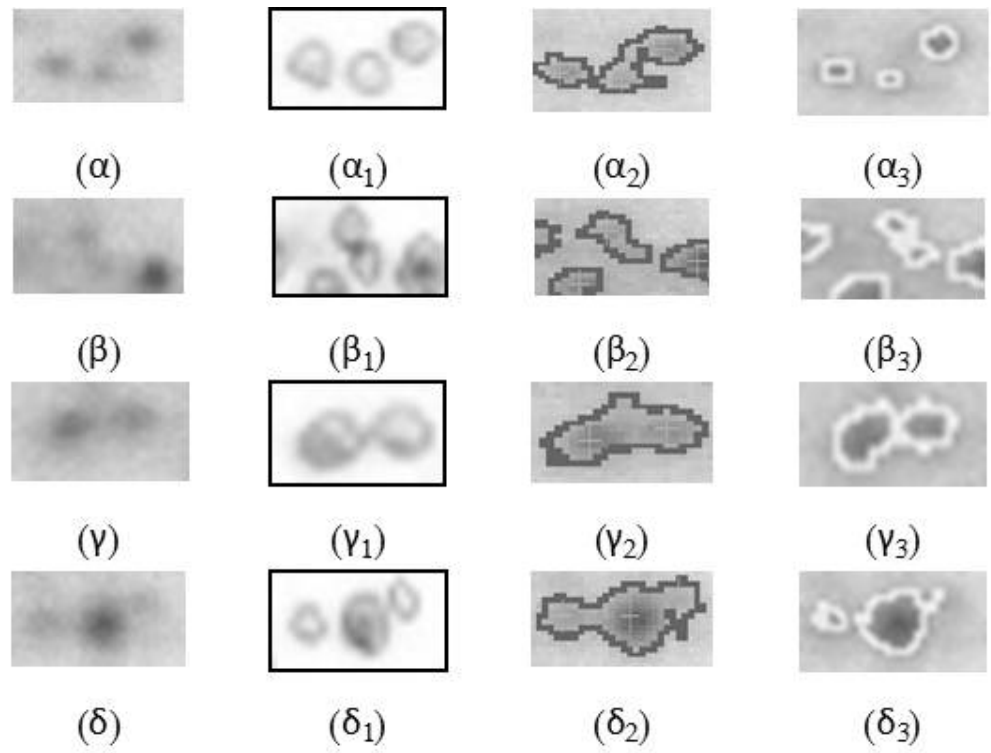 (α) (α₁) (α₂) (α₃)
(β) (β₁) (β₂) (β₃)
(γ) (γ₁) (γ₂) (γ₃)
(δ) (δ₁) (δ₂) (δ₃)